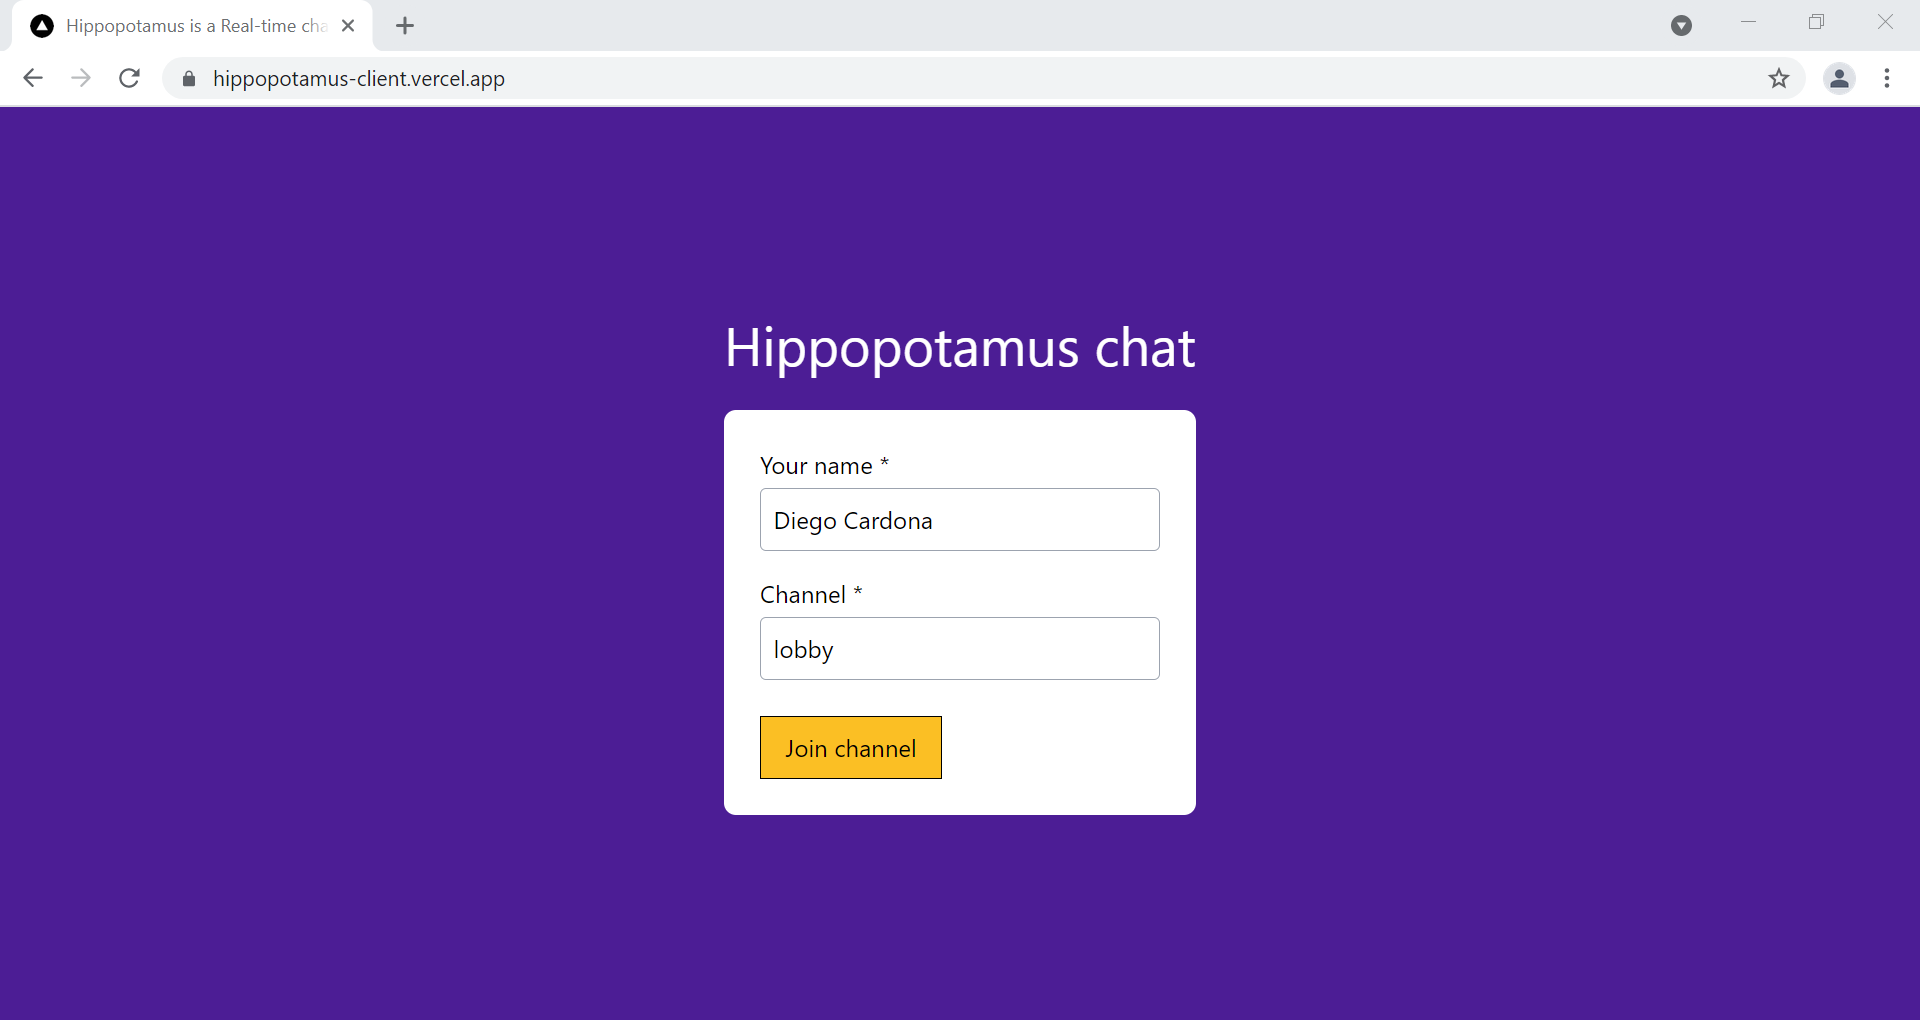 Hippopotamus is a Real-time cha
hippopotamus-client.vercel.app
Hippopotamus chat
Your name *
Diego Cardona
Channel *
lobby
Join channel